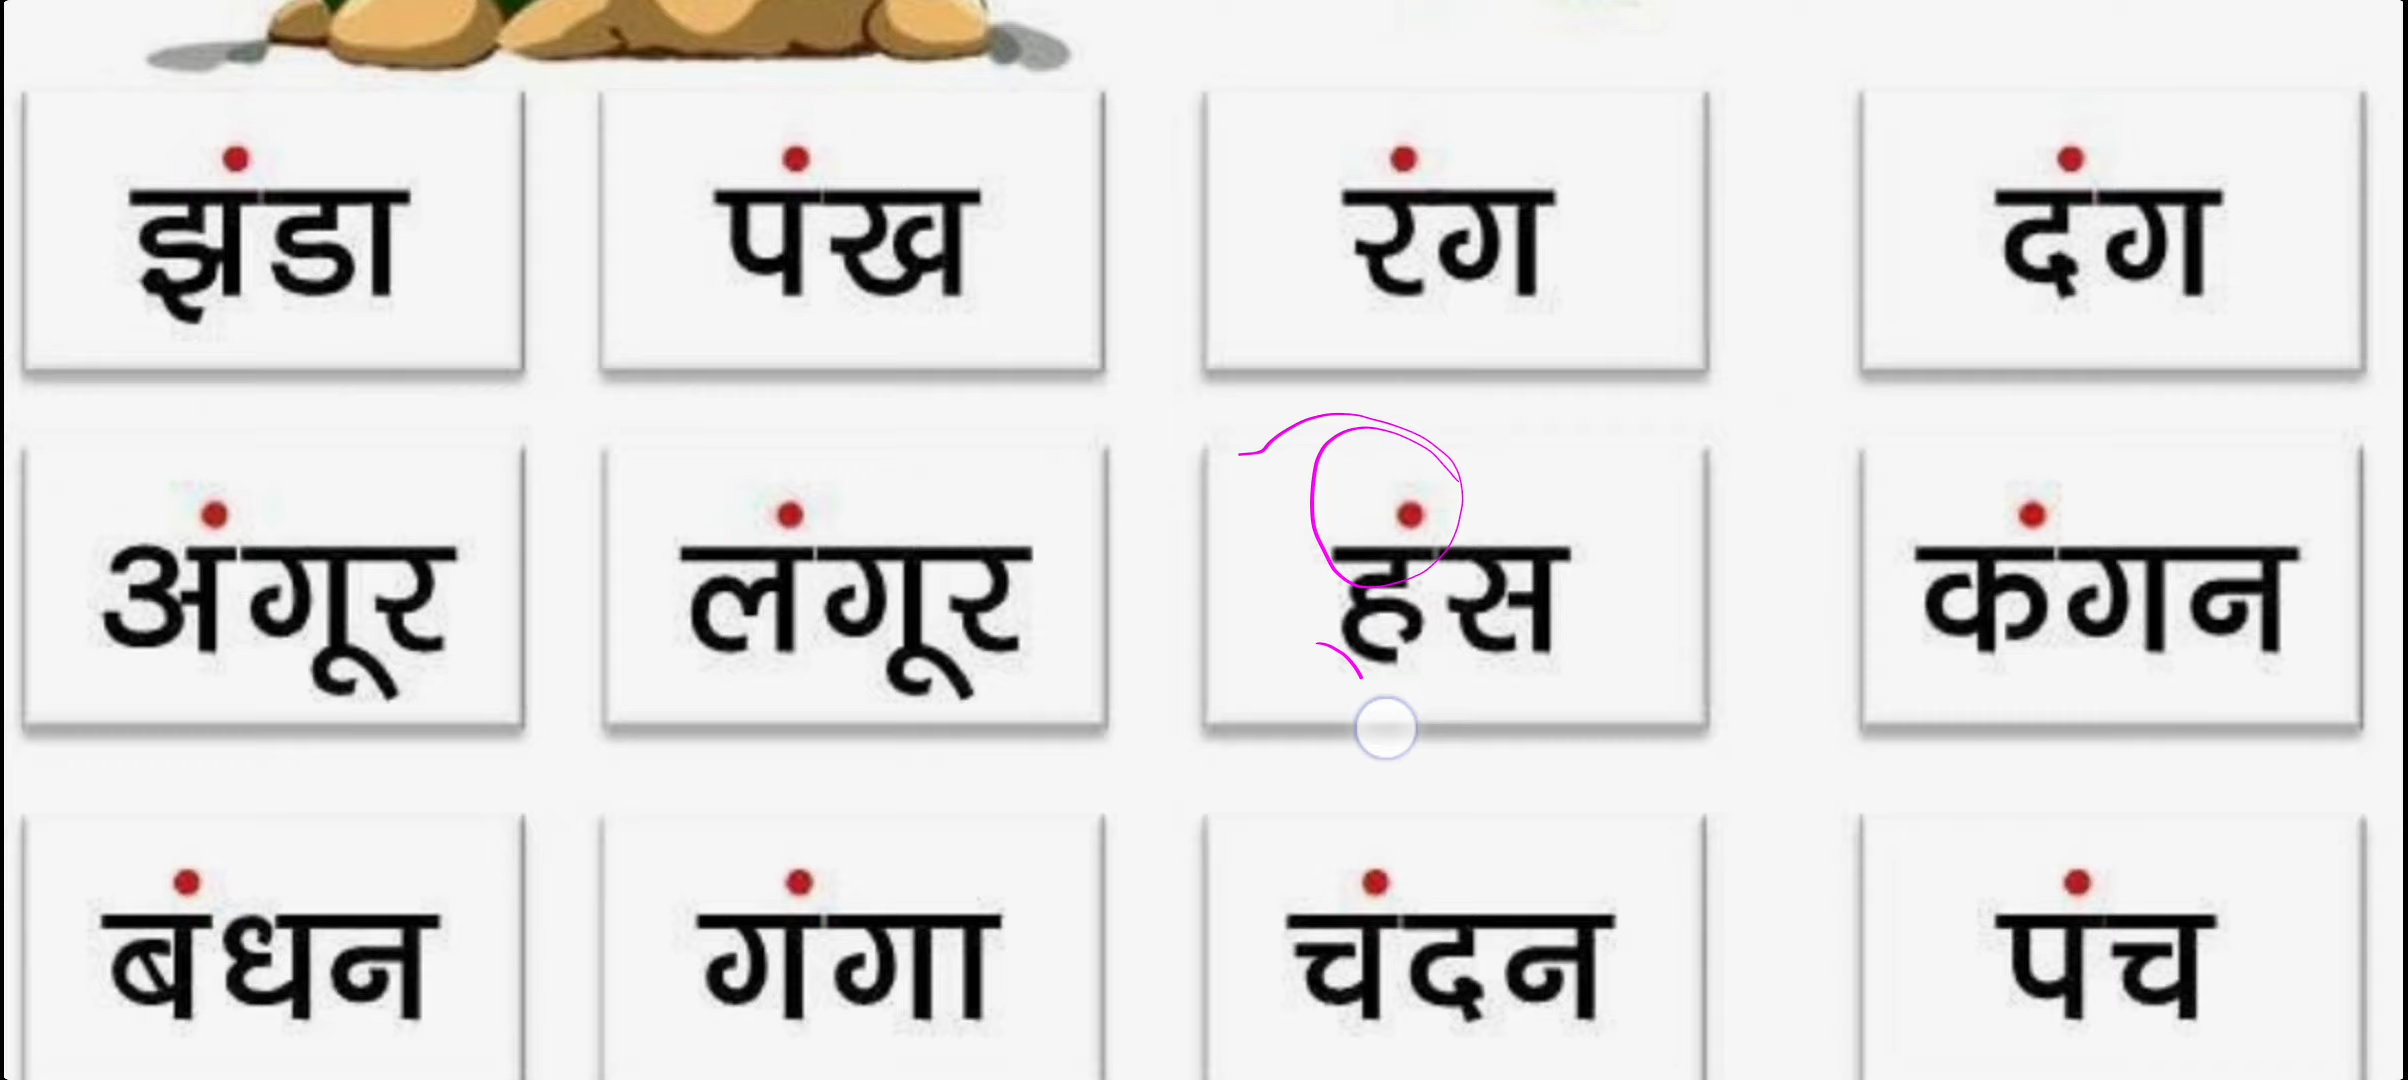 झंडा पंख रंग दंग
अंगूर लंगूर हंस कंगन
बंधन गंगा चंदन पंच